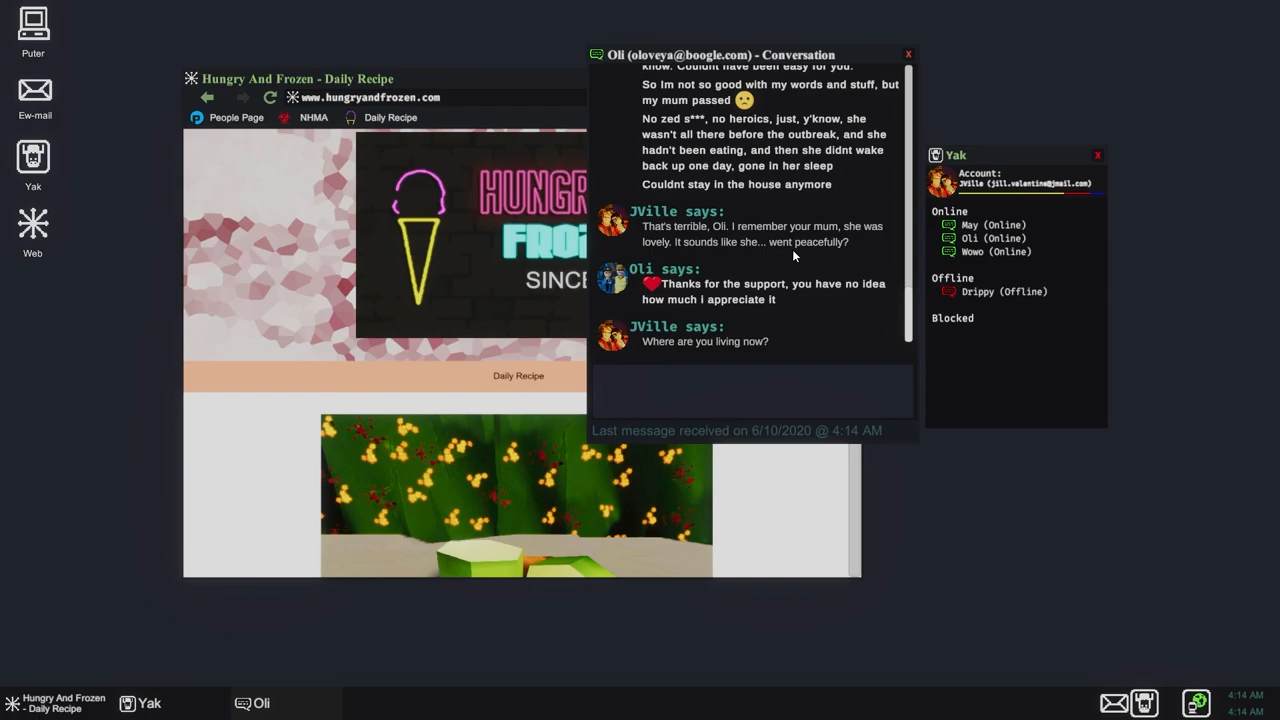 Puter
Ew-mail
Yak
Web
Hungry And Frozen - Daily Recipe
www.hungryandfrozen.com
People Page
NHMA
Daily Recipe
HUNGR
FRO
SINCE
Daily Recipe
Oli (oloveya@boogle.com) - Conversation
x
know. Couldnt have been easy for you.
So Im not so good with my words and stuff, but
my mum passed
No zed s***, no heroics, just, y'know, she
wasn't all there before the outbreak, and she
hadn't been eating, and then she didnt wake
back up one day, gone in her sleep
Couldnt stay in the house anymore
JVille says:
That's terrible, Oli. I remember your mum, she was
lovely. It sounds like she... went peacefully?
Oli says:
Thanks for the support, you have no idea
how much i appreciate it
JVille says:
Where are you living now?
Last message received on 6/10/2020 @ 4:14 AM
Yak
x
Account:
JVille (jill.valentine@jmail.com)
Online
May (Online)
Oli (Online)
Wowo (Online)
Offline
Drippy (Offline)
Blocked
Hungry And Frozen
- Daily Recipe
Yak
Oli
4:14 AM
4:14 AM